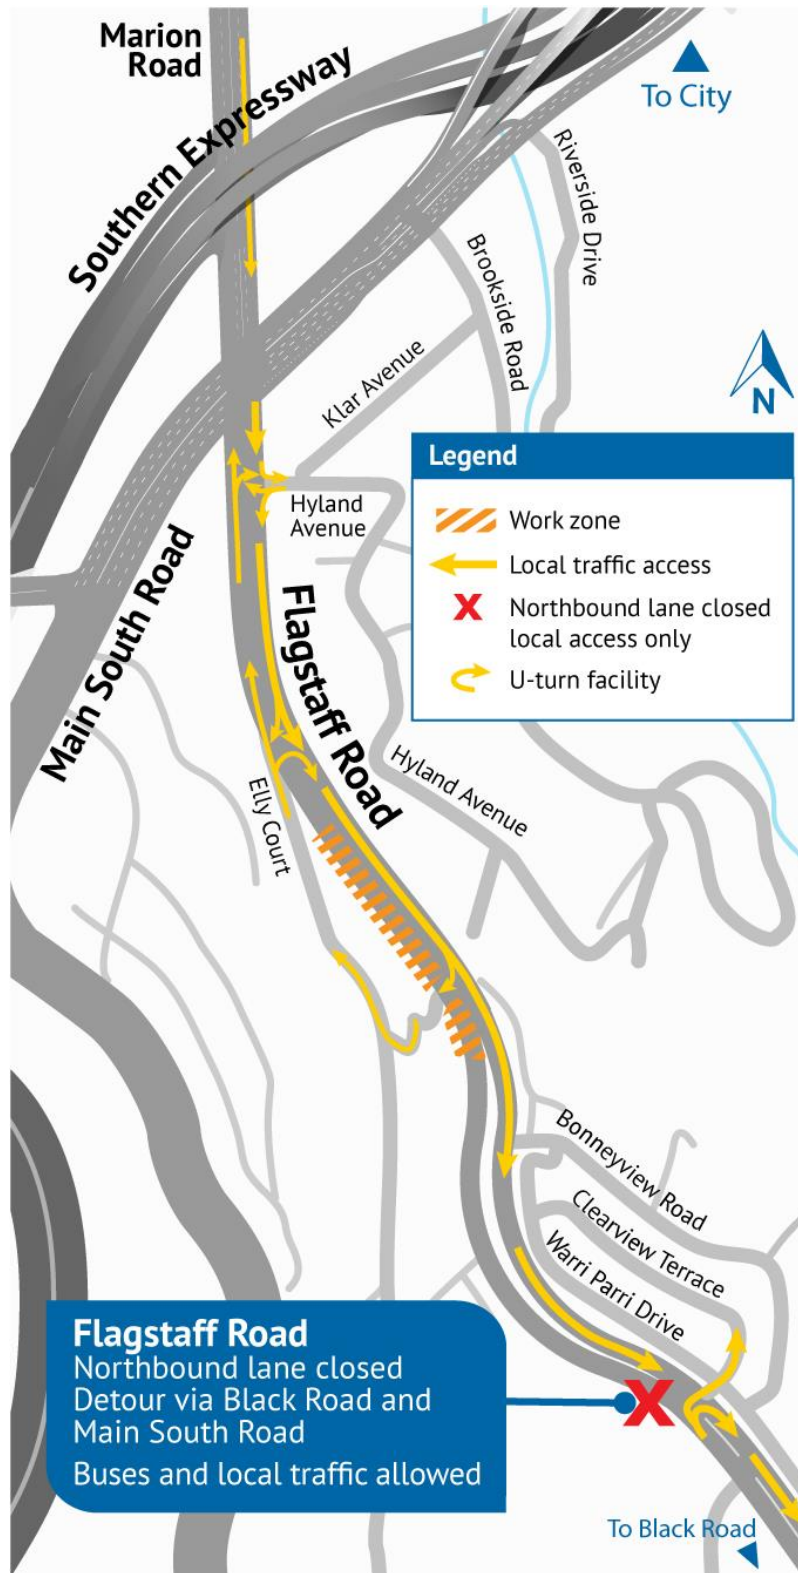 Marion
Road
Southern Expressway
To City
Riverside Drive
Brookside Road
Klar Avenue
N
Hyland
Avenue
Legend
Work zone
Local traffic access
X Northbound lane closed
local access only
U-turn facility
Main South Road
Flagstaff Road
Hyland Avenue
Elly Court
Bonneyview Road
Clearview Terrace
Warri Parri Drive
Flagstaff Road
Northbound lane closed
Detour via Black Road and
Main South Road
Buses and local traffic allowed
X
To Black Road